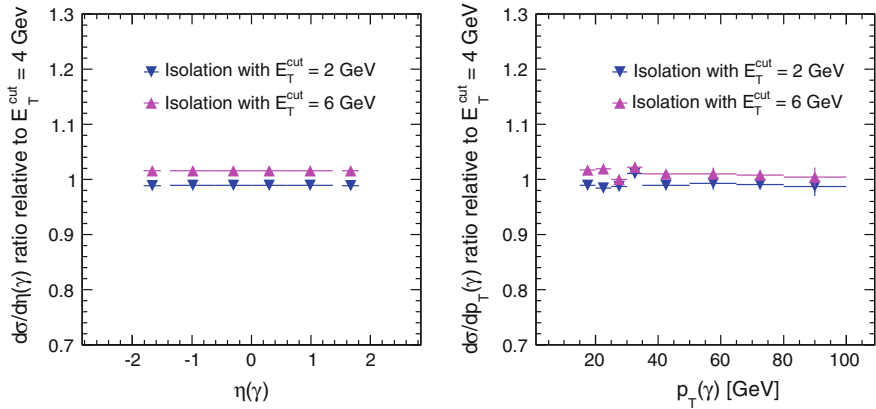 dσ/dη(γ) ratio relative to E_T^cut = 4 Gev
1.3
1.2
1.1
1
0.9
0.8
0.7
Isolation with E_T^cut = 2 GeV
Isolation with E_T^cut = 6 GeV
-2 -1 0 1 2
η(γ)
dσ/dp_T(γ) ratio relative to E_T^cut = 4 GeV
1.3
1.2
1.1
1
0.9
0.8
0.7
Isolation with E_T^cut = 2 GeV
Isolation with E_T^cut = 6 GeV
20 40 60 80 100
p_T(γ) [GeV]